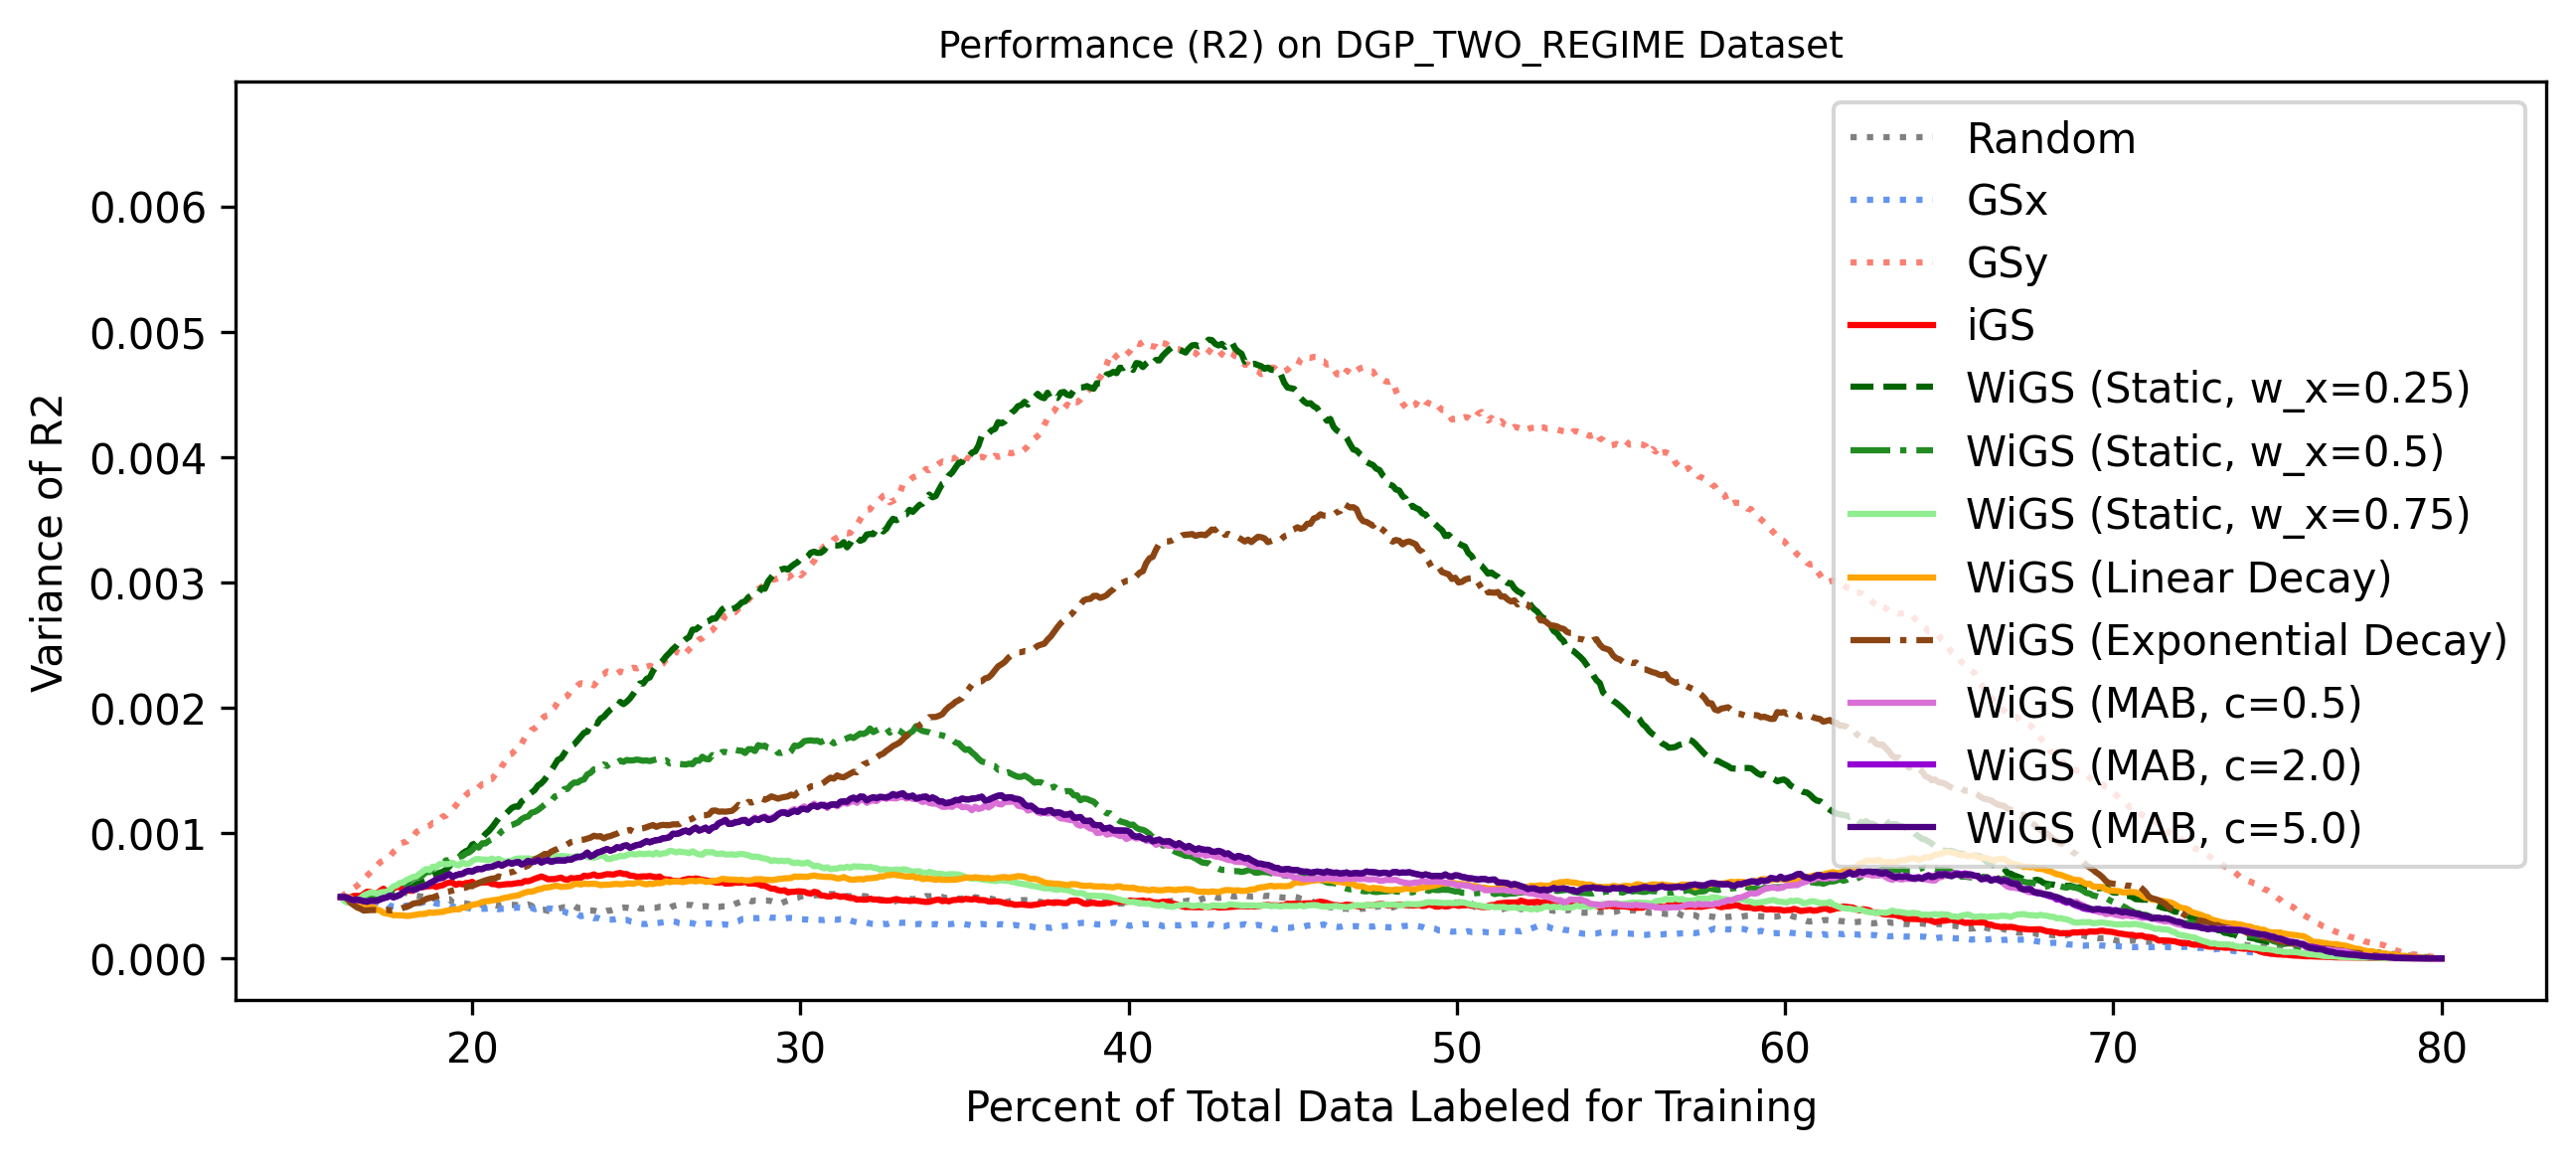 Performance (R2) on DGP_TWO_REGIME Dataset
Variance of R2
0.006
0.005
0.004
0.003
0.002
0.001
0.000
Random
GSx
GSy
iGS
WiGS (Static, w_x=0.25)
WiGS (Static, w_x=0.5)
WiGS (Static, w_x=0.75)
WiGS (Linear Decay)
WiGS (Exponential Decay)
WiGS (MAB, c=0.5)
WiGS (MAB, c=2.0)
WiGS (MAB, c=5.0)
20 30 40 50 60 70 80
Percent of Total Data Labeled for Training